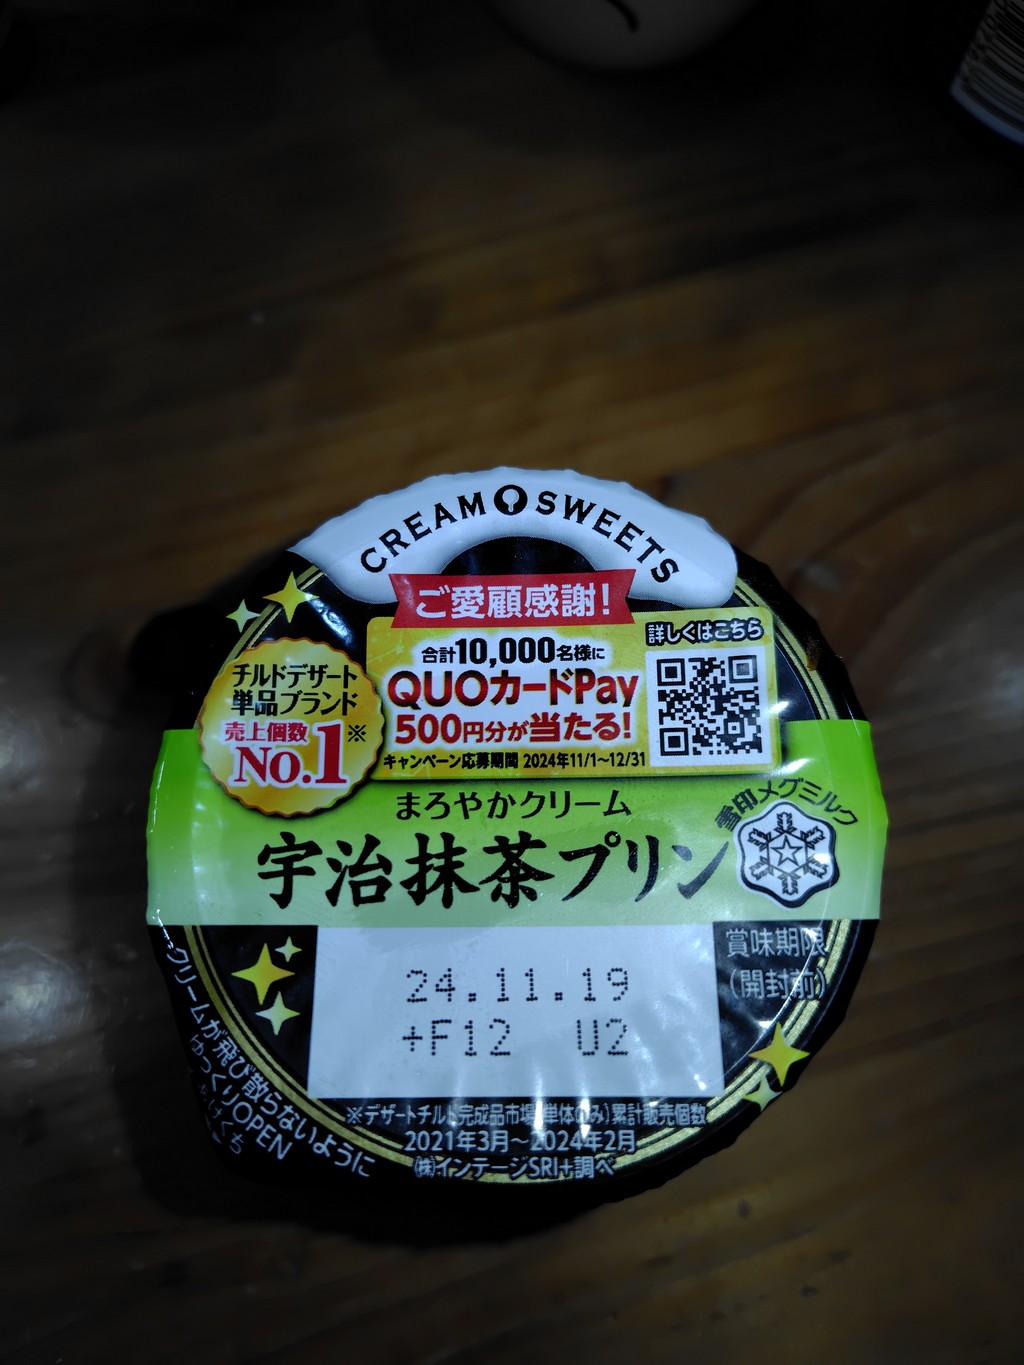 CREAM SWEETS
ご愛顧感謝!
合計10,000名様に
QUOカードPay
500円分が当たる!
キャンペーン応募期間 2024年11/1〜12/31
詳しくはこちら
チルドデザート
単品ブランド
売上個数
No.1※
まろやかクリーム
宇治抹茶プリン
雪印メグミルク
賞味期限
(開封前)
24.11.19
+F12 U2
※デザートチルド完成品市場(単体のみ)累計販売個数
2021年3月〜2024年2月
㈱インテージSRI+調べ
クリームが飛び散らないように
ゆっくりOPEN
あけくち